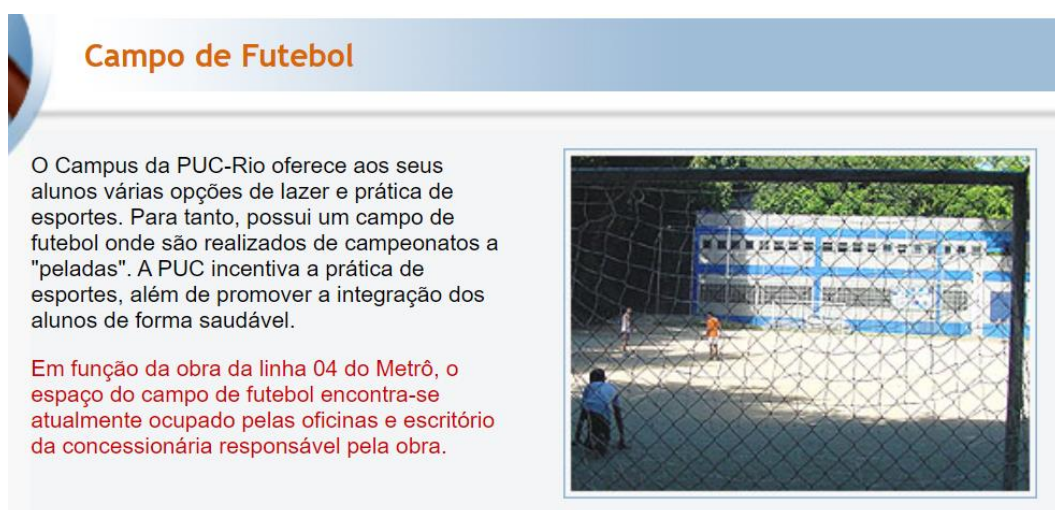 Campo de Futebol
O Campus da PUC-Rio oferece aos seus
alunos várias opções de lazer e prática de
esportes. Para tanto, possui um campo de
futebol onde são realizados de campeonatos a
"peladas". A PUC incentiva a prática de
esportes, além de promover a integração dos
alunos de forma saudável.
Em função da obra da linha 04 do Metrô, o
espaço do campo de futebol encontra-se
atualmente ocupado pelas oficinas e escritório
da concessionária responsável pela obra.